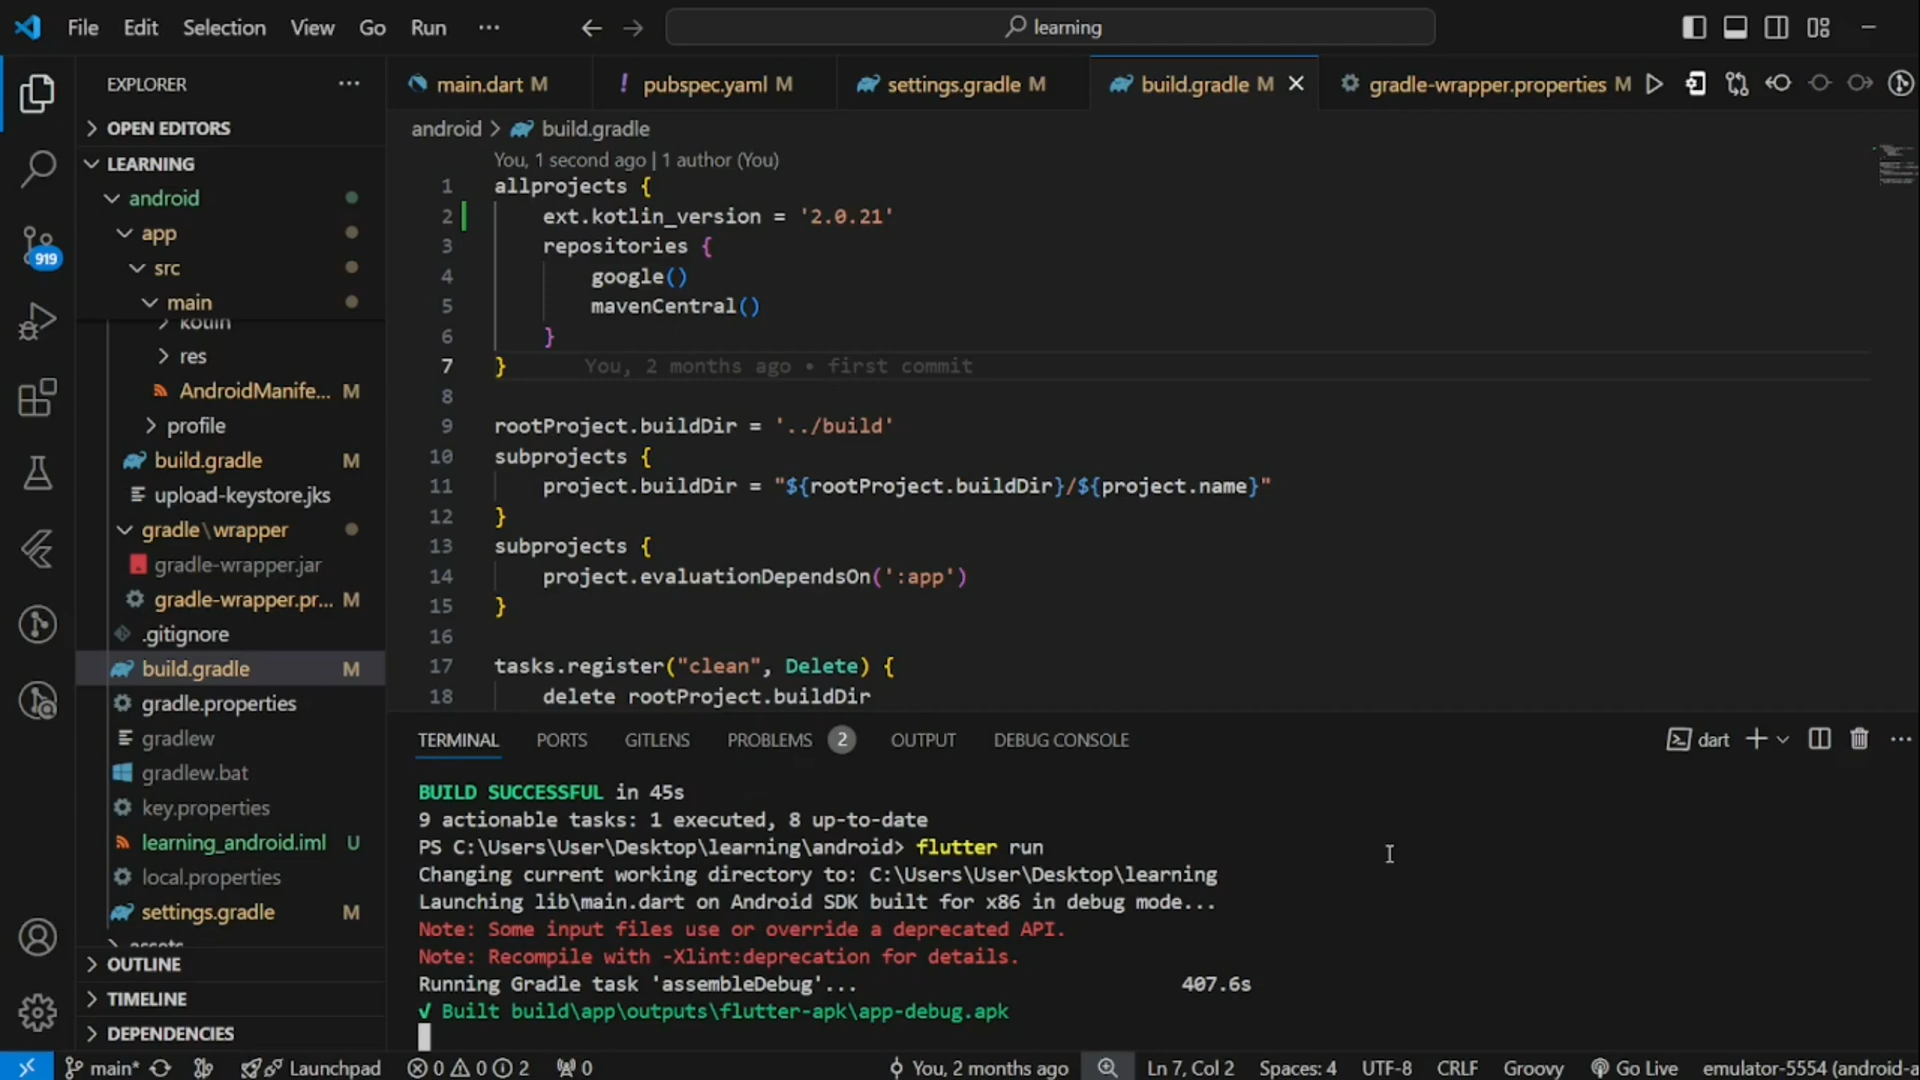 File Edit Selection View Go Run ... learning
EXPLORER
OPEN EDITORS
LEARNING
android
app
src
main
kotlin
res
AndroidManife... M
profile
build.gradle M
upload-keystore.jks
gradle\wrapper
gradle-wrapper.jar
gradle-wrapper.pr... M
.gitignore
build.gradle M
gradle.properties
gradlew
gradlew.bat
key.properties
learning_android.iml U
local.properties
settings.gradle M
assets
OUTLINE
TIMELINE
DEPENDENCIES
919
main.dart M pubspec.yaml M settings.gradle M build.gradle M gradle-wrapper.properties M
android > build.gradle
You, 1 second ago | 1 author (You)
1 allprojects {
2 ext.kotlin_version = '2.0.21'
3 repositories {
4 google()
5 mavenCentral()
6 }
7 } You, 2 months ago • first commit
8
9 rootProject.buildDir = '../build'
10 subprojects {
11 project.buildDir = "${rootProject.buildDir}/${project.name}"
12 }
13 subprojects {
14 project.evaluationDependsOn(':app')
15 }
16
17 tasks.register("clean", Delete) {
18 delete rootProject.buildDir
TERMINAL PORTS GITLENS PROBLEMS 2 OUTPUT DEBUG CONSOLE dart
BUILD SUCCESSFUL in 45s
9 actionable tasks: 1 executed, 8 up-to-date
PS C:\Users\User\Desktop\learning\android> flutter run
Changing current working directory to: C:\Users\User\Desktop\learning
Launching lib\main.dart on Android SDK built for x86 in debug mode...
Note: Some input files use or override a deprecated API.
Note: Recompile with -Xlint:deprecation for details.
Running Gradle task 'assembleDebug'... 407.6s
√ Built build\app\outputs\flutter-apk\app-debug.apk
main* Launchpad 0 0 2 0 You, 2 months ago Ln 7, Col 2 Spaces: 4 UTF-8 CRLF Groovy Go Live emulator-5554 (android-a